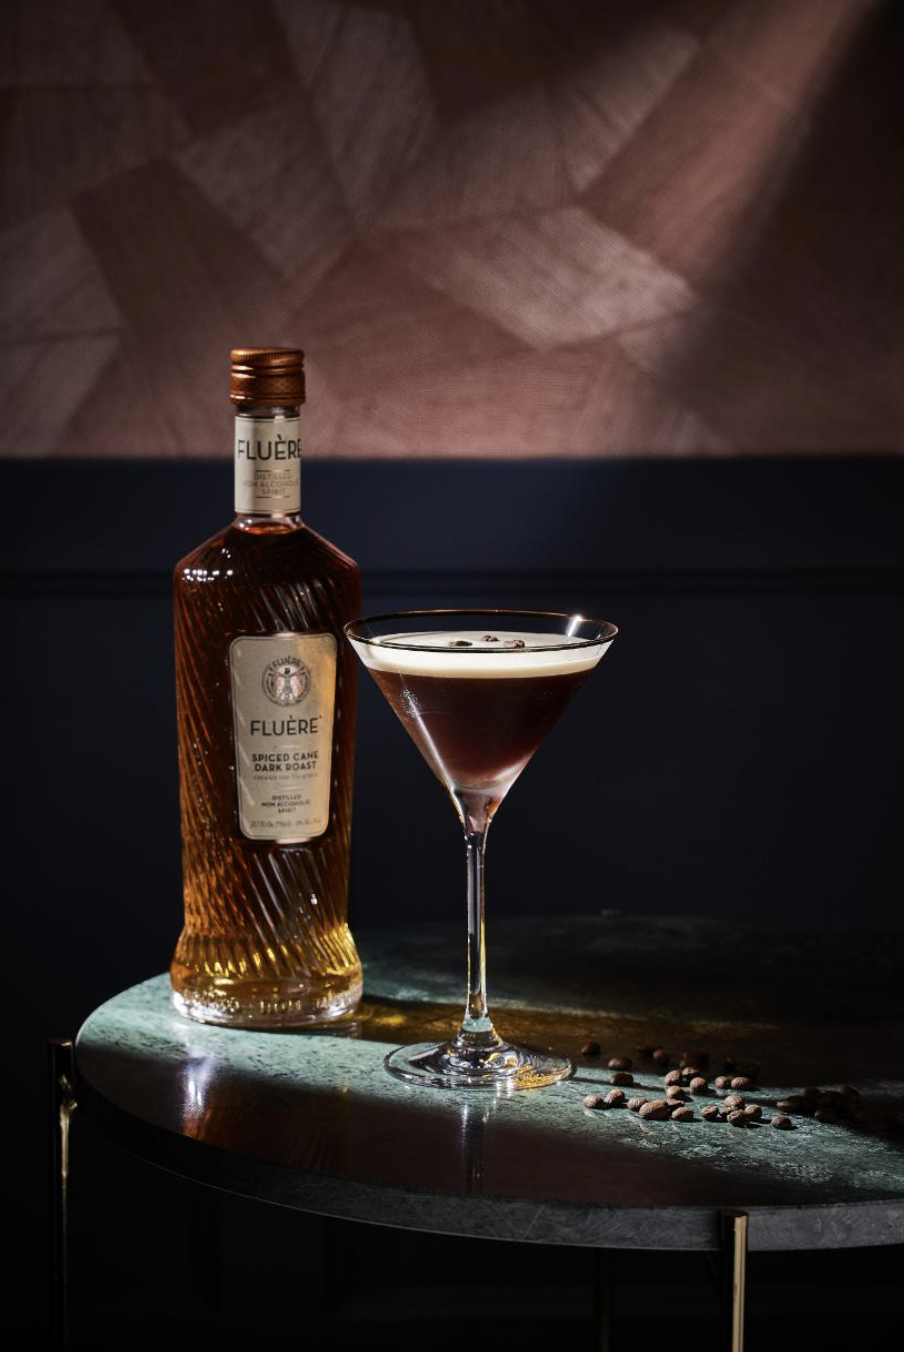 FLUÈRE
DISTILLED
NON ALCOHOLIC
SPIRIT
FLUÈRE
FLUÈRE
SPICED CANE
DARK ROAST
DISTILLED
NON ALCOHOLIC
SPIRIT